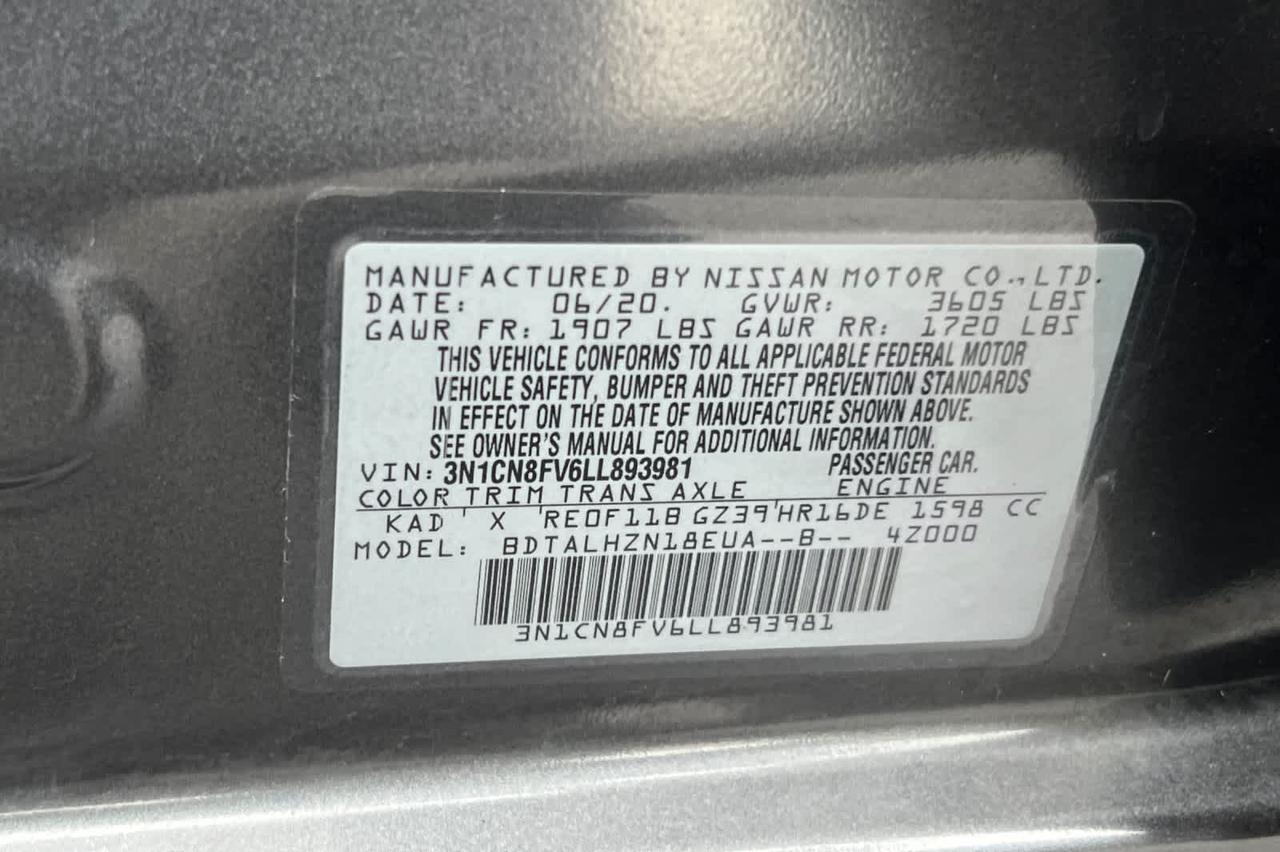 MANUFACTURED BY NISSAN MOTOR CO., LTD.
DATE: 06/20. GVWR: 3605 LBS
GAWR FR: 1907 LBS GAWR RR: 1720 LBS
THIS VEHICLE CONFORMS TO ALL APPLICABLE FEDERAL MOTOR
VEHICLE SAFETY, BUMPER AND THEFT PREVENTION STANDARDS
IN EFFECT ON THE DATE OF MANUFACTURE SHOWN ABOVE.
SEE OWNER'S MANUAL FOR ADDITIONAL INFORMATION.
VIN: 3N1CN8FV6LL893981 PASSENGER CAR.
COLOR TRIM TRANS AXLE ENGINE
KAD ' X ' RE0F11B GZ39 ' HR16DE 1598 CC
MODEL: BDTALHZN18EUA--B-- 4Z000
3N1CN8FV6LL893981